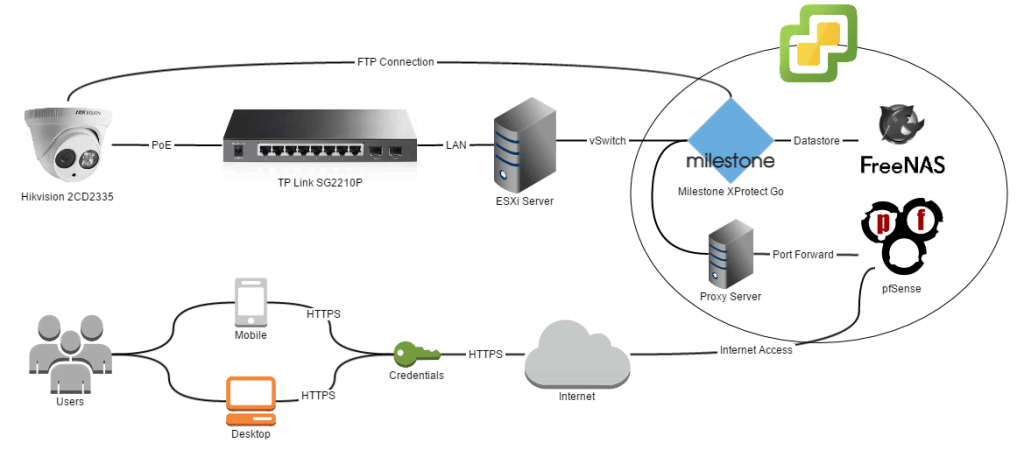 FTP Connection
HIKVISION
PoE
LAN
vSwitch
milestone
Datastore
FreeNAS
Hikvision 2CD2335
TP Link SG2210P
ESXi Server
Milestone XProtect Go
pf
Proxy Server
Port Forward
pfSense
Users
Mobile
HTTPS
Desktop
HTTPS
Credentials
HTTPS
Internet
Internet Access